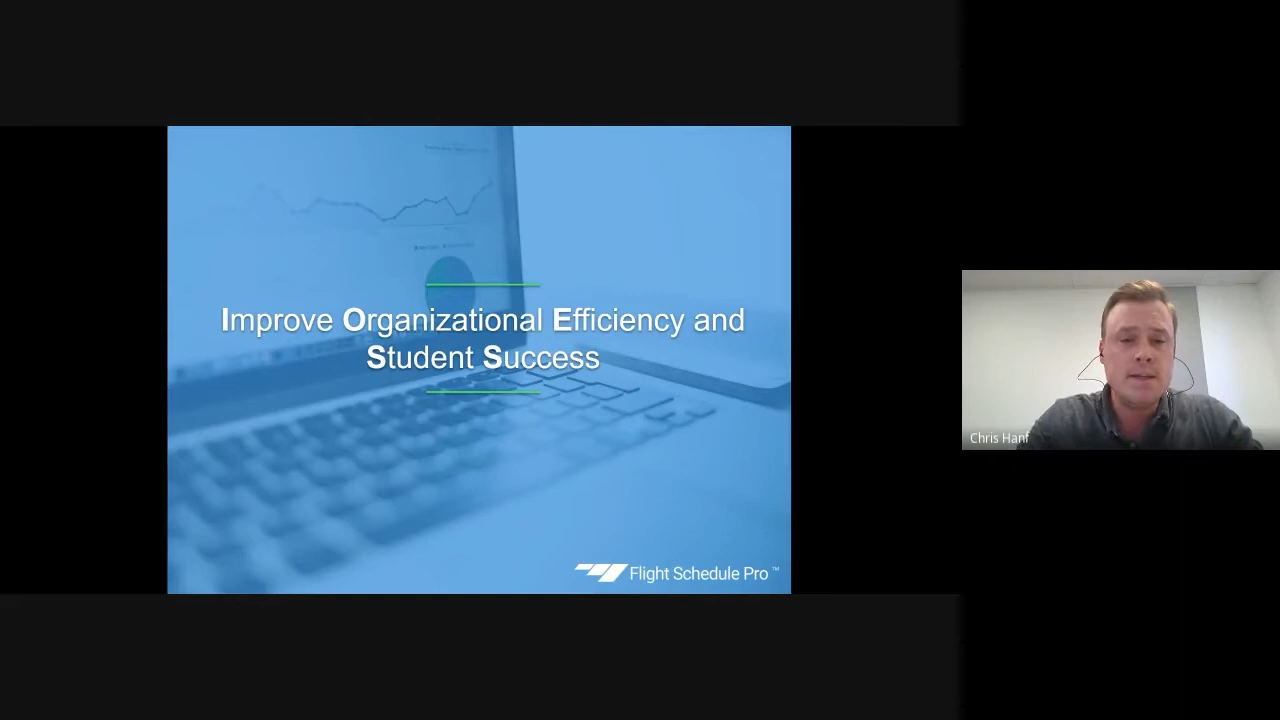 Improve Organizational Efficiency and
Student Success
Flight Schedule Pro™
Chris Hanf